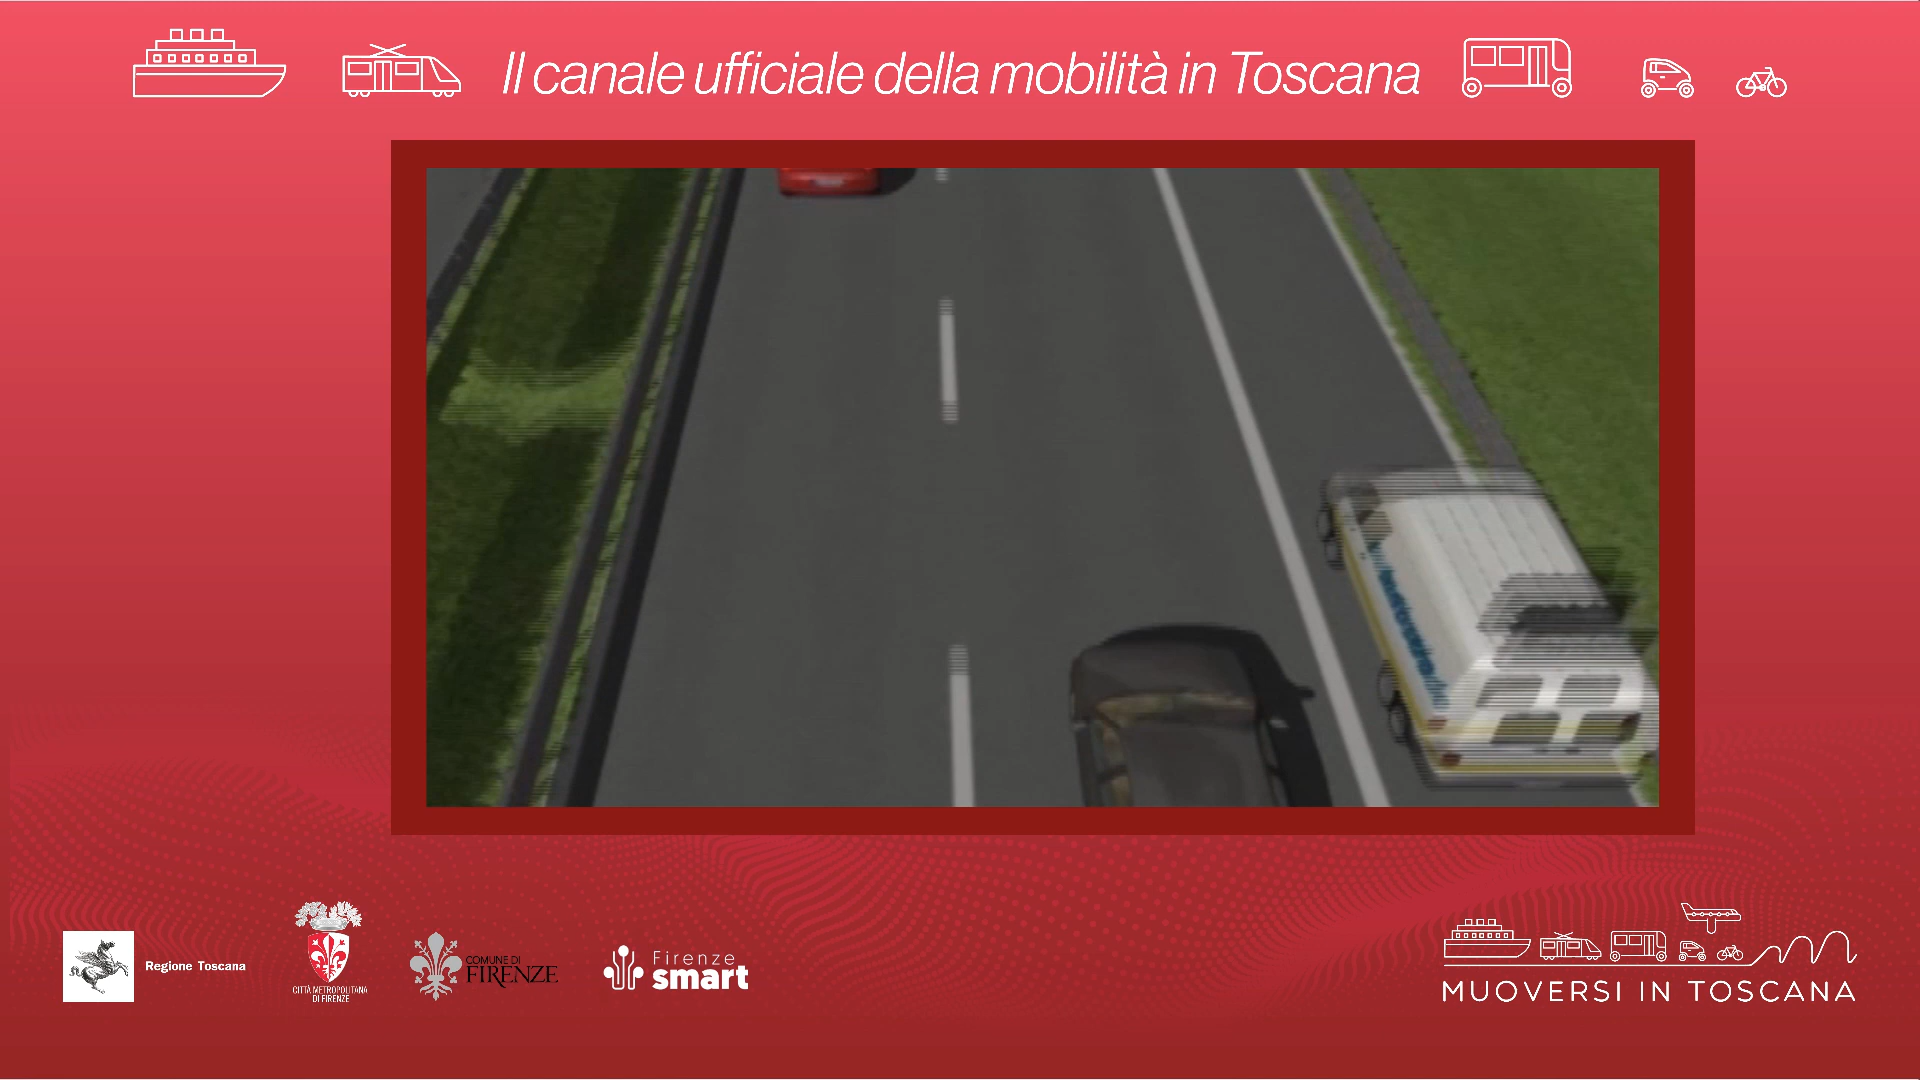 Il canale ufficiale della mobilità in Toscana
Regione Toscana
CITTÀ METROPOLITANA
DI FIRENZE
COMUNE DI
FIRENZE
Firenze
smart
MUOVERSI IN TOSCANA